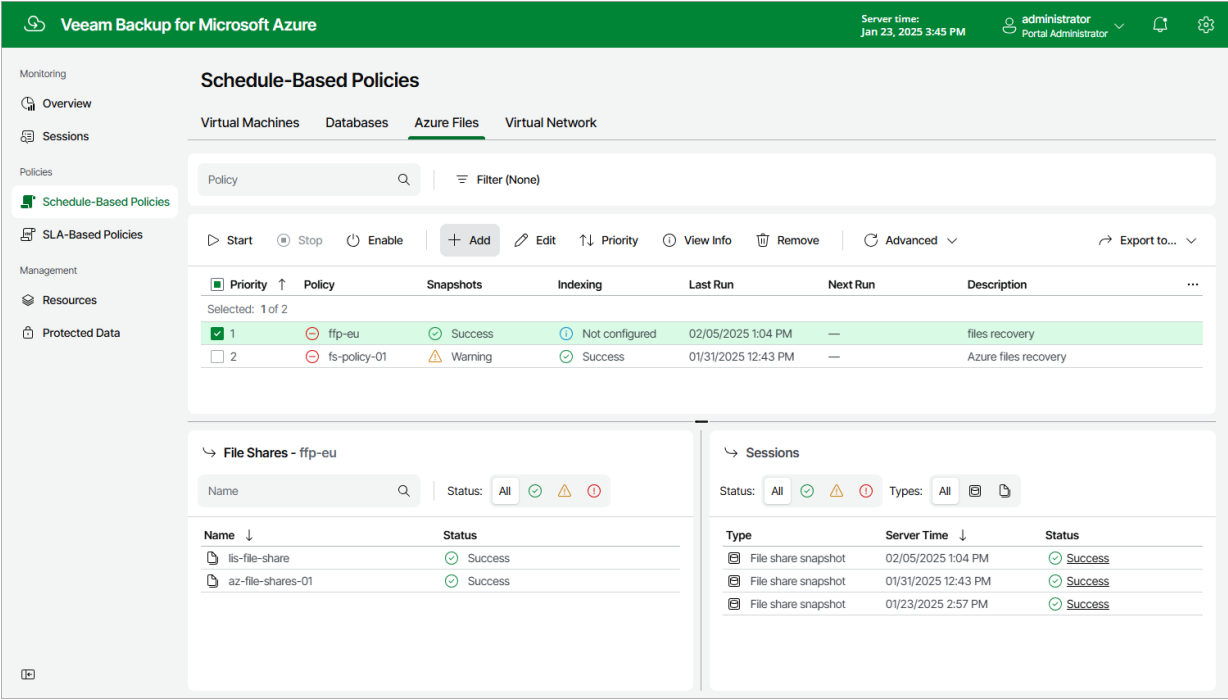 Veeam Backup for Microsoft Azure
Server time:
Jan 23, 2025 3:45 PM
administrator
Portal Administrator
Monitoring
Overview
Sessions
Policies
Schedule-Based Policies
SLA-Based Policies
Management
Resources
Protected Data
Schedule-Based Policies
Virtual Machines Databases Azure Files Virtual Network
Policy Filter (None)
Start Stop Enable Add Edit Priority View Info Remove Advanced Export to...
Priority Policy Snapshots Indexing Last Run Next Run Description
Selected: 1 of 2
1 ffp-eu Success Not configured 02/05/2025 1:04 PM — files recovery
2 fs-policy-01 Warning Success 01/31/2025 12:43 PM — Azure files recovery
File Shares - ffp-eu
Name Status: All
Name Status
lis-file-share Success
az-file-shares-01 Success
Sessions
Status: All Types: All
Type Server Time Status
File share snapshot 02/05/2025 1:04 PM Success
File share snapshot 01/31/2025 12:43 PM Success
File share snapshot 01/23/2025 2:57 PM Success